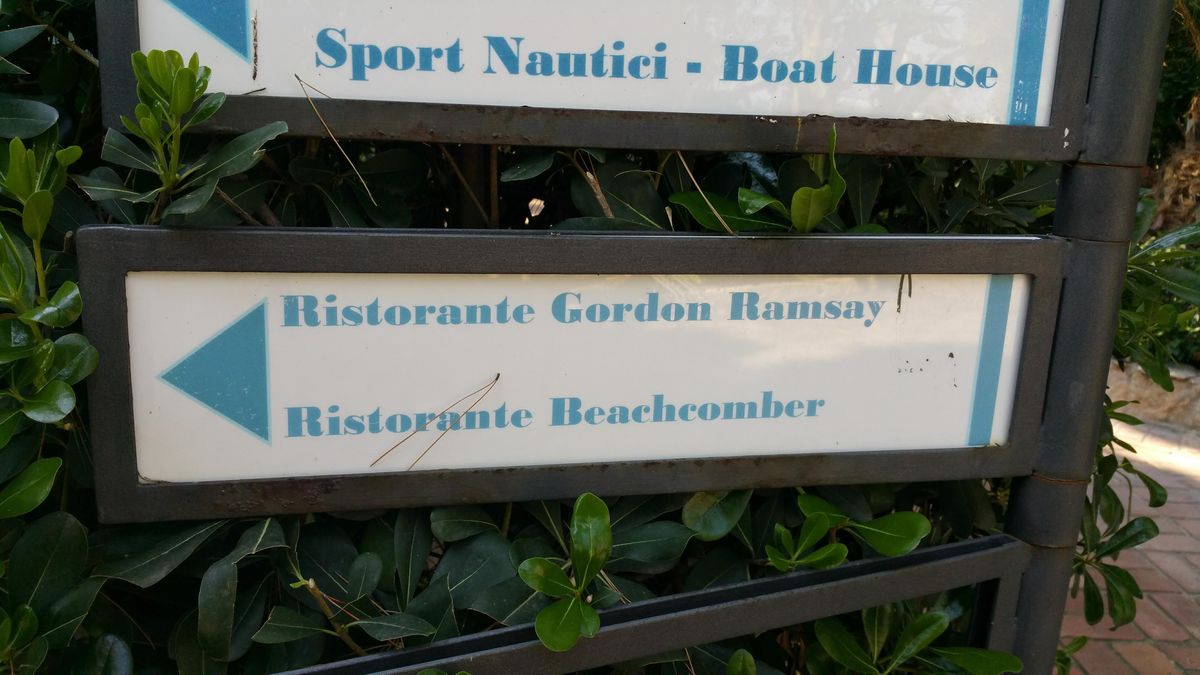 Sport Nautici - Boat House
Ristorante Gordon Ramsay
Ristorante Beachcomber